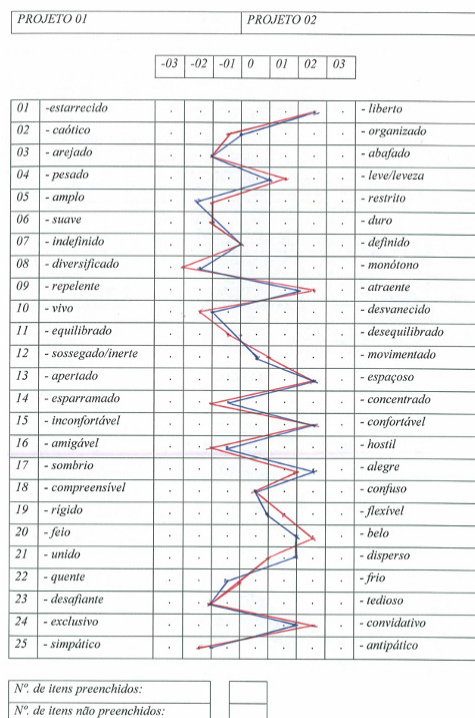 PROJETO 01 PROJETO 02
-03 -02 -01 0 01 02 03
01 -estarrecido - liberto
02 - caótico - organizado
03 - arejado - abafado
04 - pesado - leve/leveza
05 - amplo - restrito
06 - suave - duro
07 - indefinido - definido
08 - diversificado - monótono
09 - repelente - atraente
10 - vivo - desvanecido
11 - equilibrado - desequilibrado
12 - sossegado/inerte - movimentado
13 - apertado - espaçoso
14 - esparramado - concentrado
15 - inconfortável - confortável
16 - amigável - hostil
17 - sombrio - alegre
18 - compreensível - confuso
19 - rígido - flexível
20 - feio - belo
21 - unido - disperso
22 - quente - frio
23 - desafiante - tedioso
24 - exclusivo - convidativo
25 - simpático - antipático
Nº. de itens preenchidos:
Nº. de itens não preenchidos: